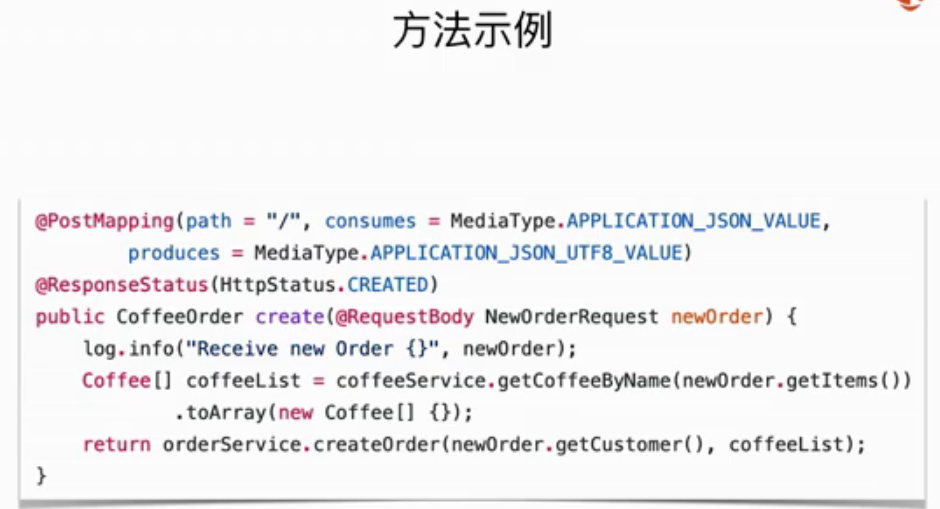 方法示例
@PostMapping(path = "/", consumes = MediaType.APPLICATION_JSON_VALUE,
        produces = MediaType.APPLICATION_JSON_UTF8_VALUE)
@ResponseStatus(HttpStatus.CREATED)
public CoffeeOrder create(@RequestBody NewOrderRequest newOrder) {
    log.info("Receive new Order {}", newOrder);
    Coffee[] coffeeList = coffeeService.getCoffeeByName(newOrder.getItems())
            .toArray(new Coffee[] {});
    return orderService.createOrder(newOrder.getCustomer(), coffeeList);
}